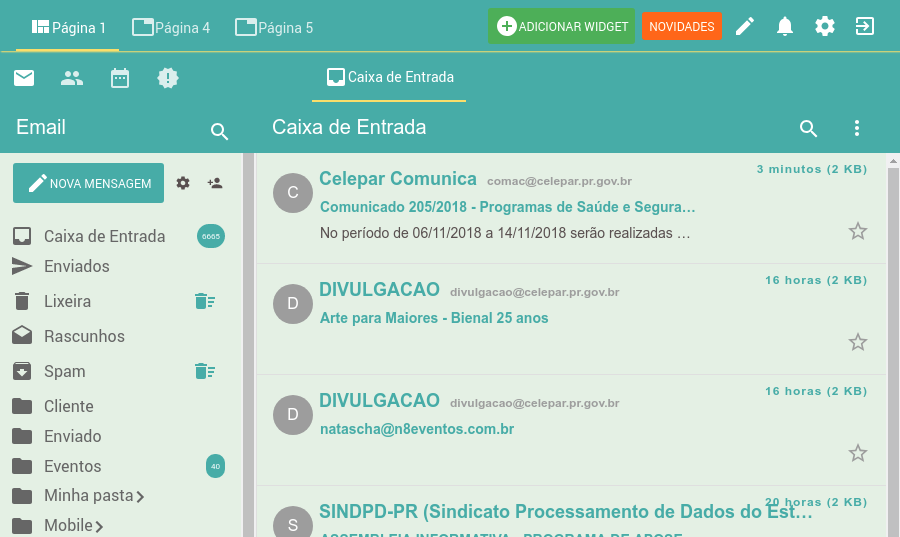 Página 1 Página 4 Página 5 ADICIONAR WIDGET NOVIDADES
Caixa de Entrada
Email Caixa de Entrada
NOVA MENSAGEM
Caixa de Entrada 6665
Enviados
Lixeira
Rascunhos
Spam
Cliente
Enviado
Eventos 40
Minha pasta
Mobile
3 minutos (2 KB)
C Celepar Comunica comac@celepar.pr.gov.br
Comunicado 205/2018 - Programas de Saúde e Segura...
No período de 06/11/2018 a 14/11/2018 serão realizadas ...
16 horas (2 KB)
D DIVULGACAO divulgacao@celepar.pr.gov.br
Arte para Maiores - Bienal 25 anos
16 horas (2 KB)
D DIVULGACAO divulgacao@celepar.pr.gov.br
natascha@n8eventos.com.br
20 horas (2 KB)
S SINDPD-PR (Sindicato Processamento de Dados do Est...